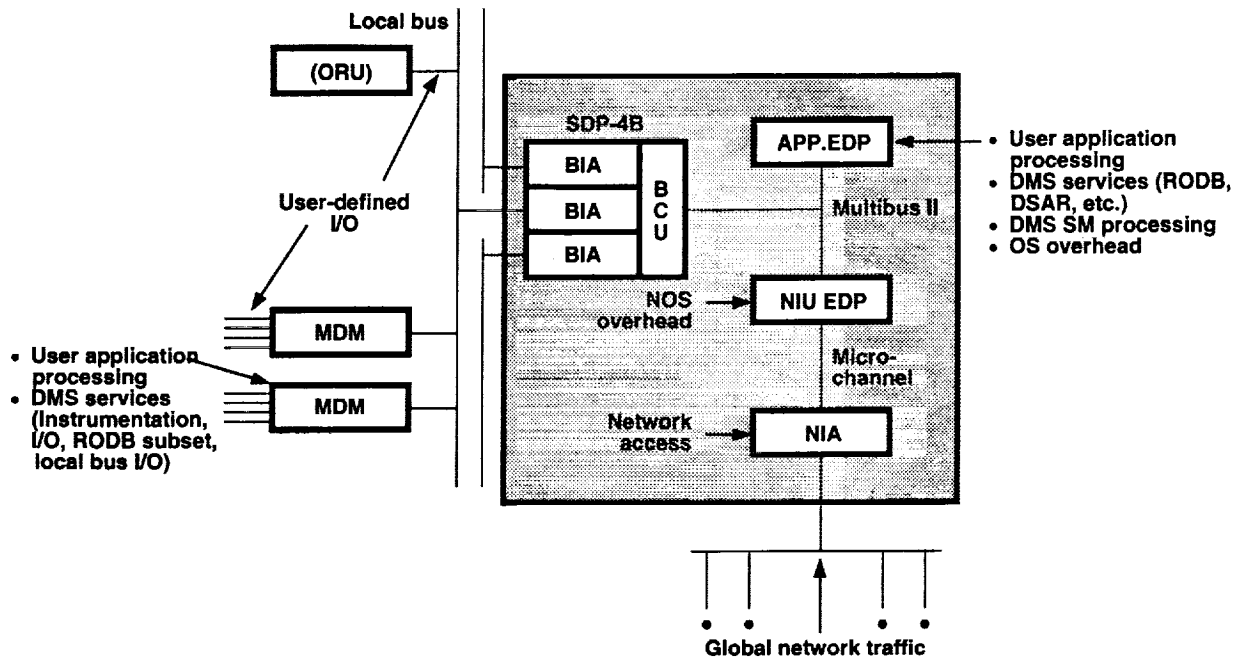 Local bus
(ORU)
SDP-4B
BIA
BIA
BIA
B
C
U
APP.EDP
• User application
processing
• DMS services (RODB,
DSAR, etc.)
• DMS SM processing
• OS overhead
Multibus II
User-defined
I/O
NOS
overhead
NIU EDP
MDM
• User application
processing
• DMS services
(Instrumentation,
I/O, RODB subset,
local bus I/O)
MDM
Micro-
channel
Network
access
NIA
Global network traffic